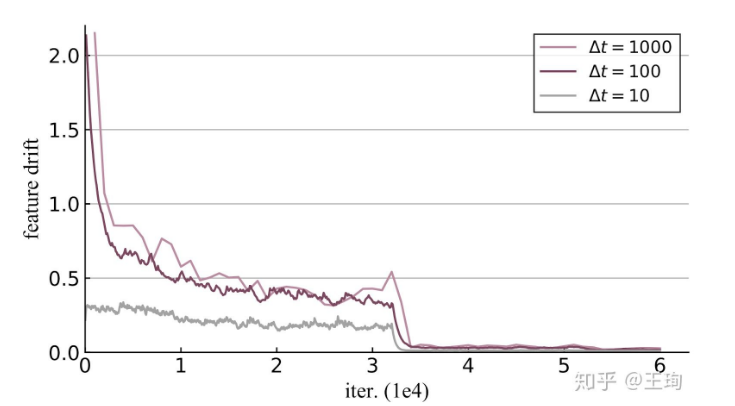 2.0
1.5
1.0
0.5
0.0
feature drift
Δt = 1000
Δt = 100
Δt = 10
0 1 2 3 4 5 6
iter. (1e4)
知乎 @王珣